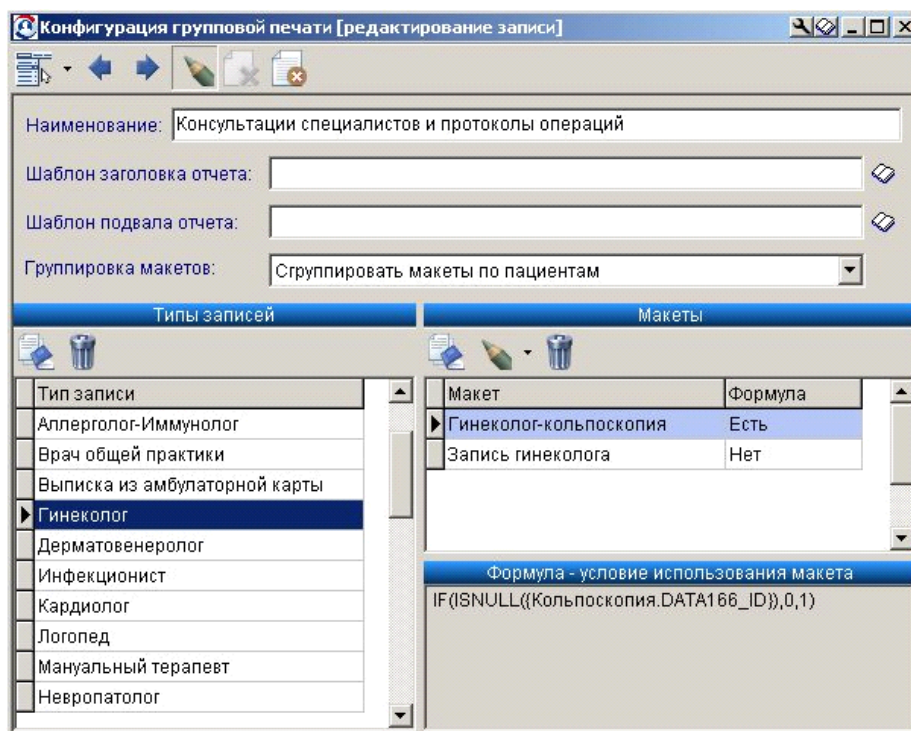 Конфигурация групповой печати [редактирование записи]
Наименование: Консультации специалистов и протоколы операций
Шаблон заголовка отчета:
Шаблон подвала отчета:
Группировка макетов: Сгруппировать макеты по пациентам
Типы записей
Тип записи
Аллерголог-Иммунолог
Врач общей практики
Выписка из амбулаторной карты
Гинеколог
Дерматовенеролог
Инфекционист
Кардиолог
Логопед
Мануальный терапевт
Невропатолог
Макеты
Макет Формула
Гинеколог-кольпоскопия Есть
Запись гинеколога Нет
Формула - условие использования макета
IF(ISNULL({Кольпоскопия.DATA166_ID}),0,1)